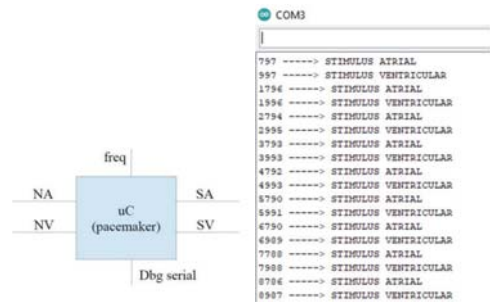 COM3
797 -----> STIMULUS ATRIAL
997 -----> STIMULUS VENTRICULAR
1796 -----> STIMULUS ATRIAL
1996 -----> STIMULUS VENTRICULAR
2794 -----> STIMULUS ATRIAL
2995 -----> STIMULUS VENTRICULAR
3793 -----> STIMULUS ATRIAL
3993 -----> STIMULUS VENTRICULAR
4792 -----> STIMULUS ATRIAL
4993 -----> STIMULUS VENTRICULAR
5790 -----> STIMULUS ATRIAL
5991 -----> STIMULUS VENTRICULAR
6790 -----> STIMULUS ATRIAL
6989 -----> STIMULUS VENTRICULAR
7788 -----> STIMULUS ATRIAL
7988 -----> STIMULUS VENTRICULAR
8786 -----> STIMULUS ATRIAL
8987 -----> STIMULUS VENTRICULAR
freq
NA
SA
uC
(pacemaker)
NV
SV
Dbg serial